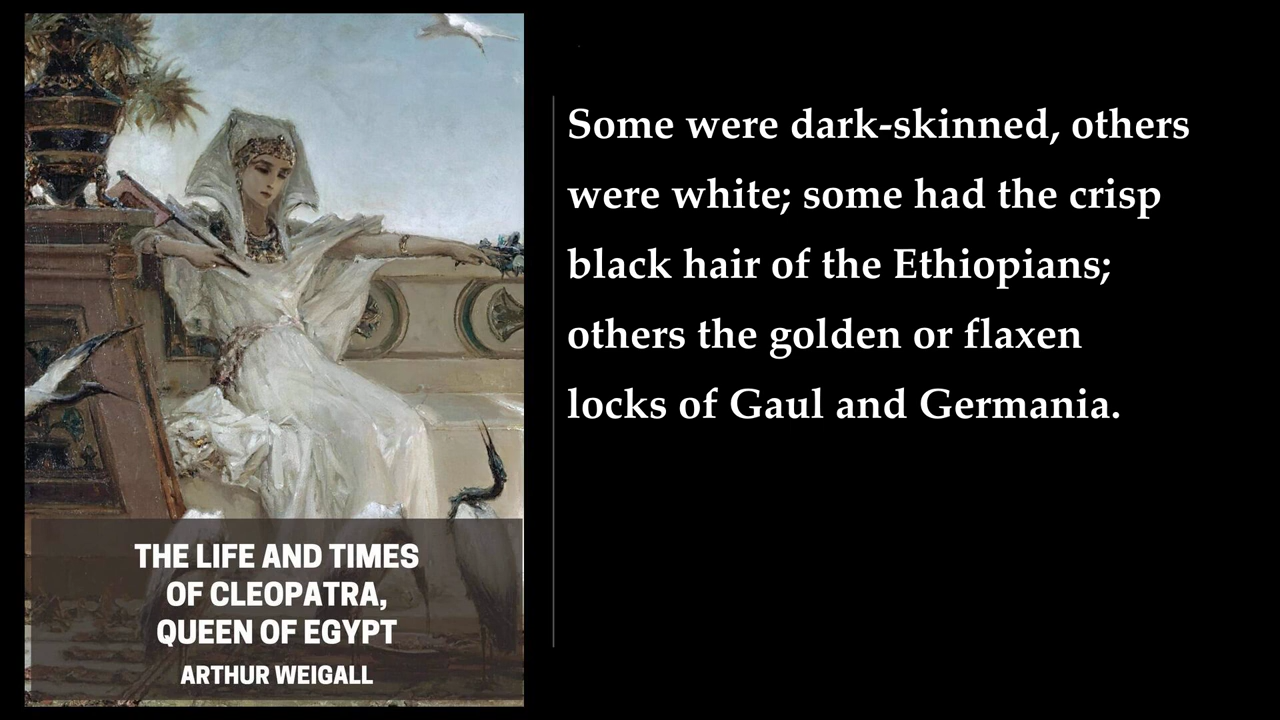 Some were dark-skinned, others
were white; some had the crisp
black hair of the Ethiopians;
others the golden or flaxen
locks of Gaul and Germania.
THE LIFE AND TIMES
OF CLEOPATRA,
QUEEN OF EGYPT
ARTHUR WEIGALL